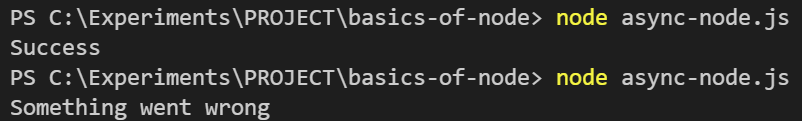 PS C:\Experiments\PROJECT\basics-of-node> node async-node.js
Success
PS C:\Experiments\PROJECT\basics-of-node> node async-node.js
Something went wrong